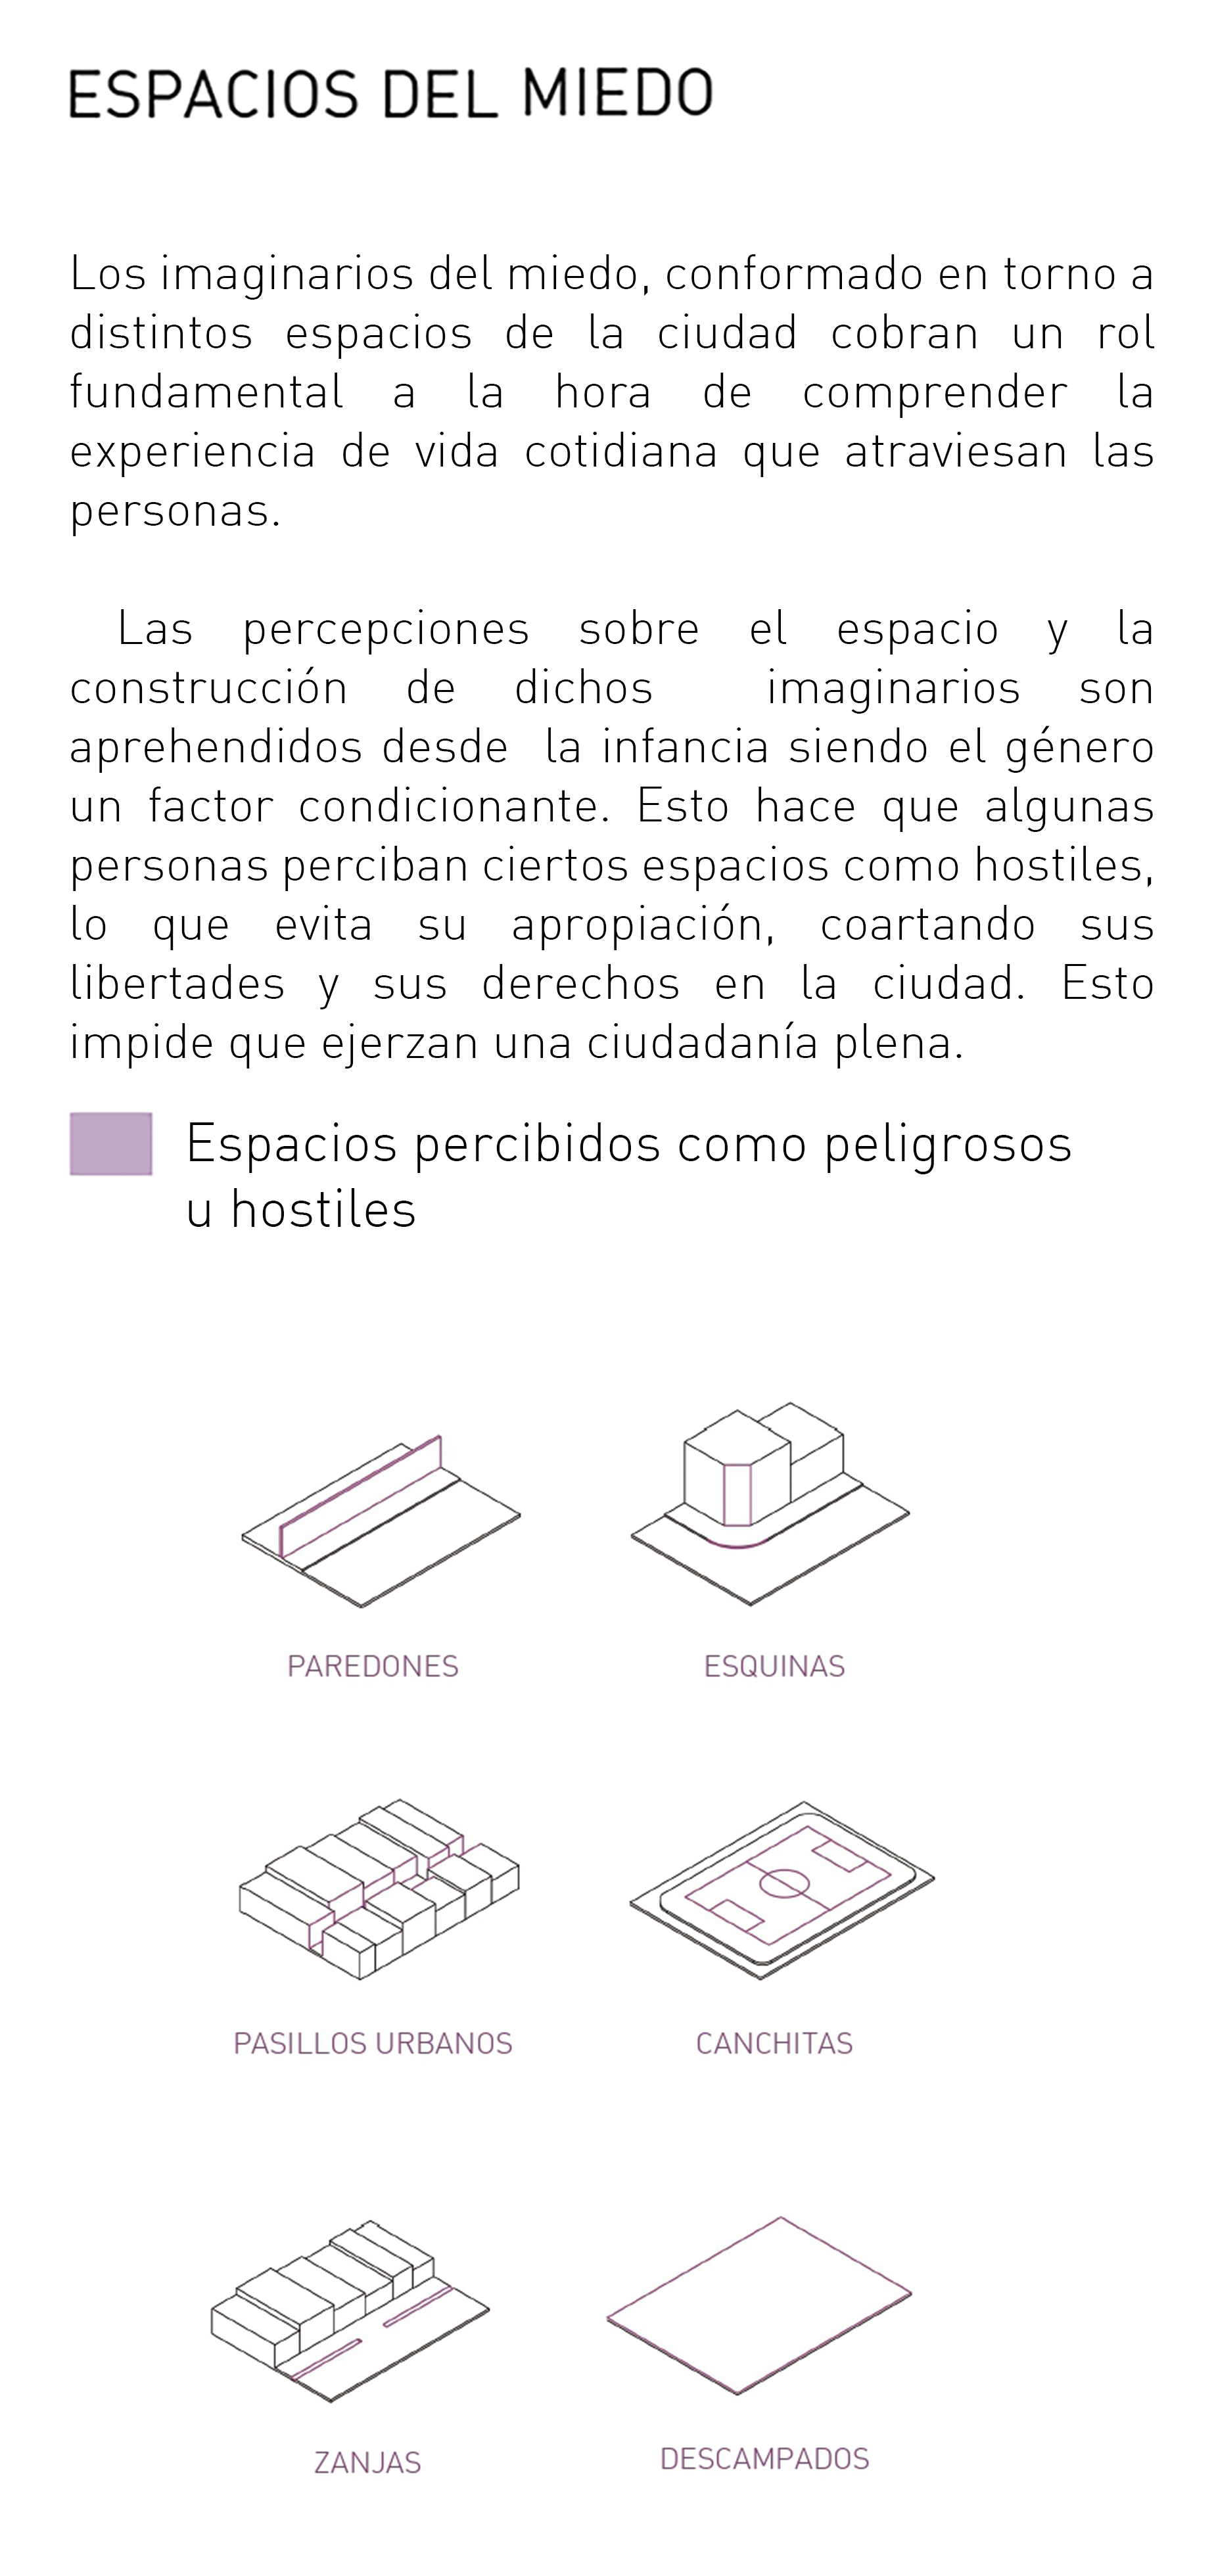 ESPACIOS DEL MIEDO
Los imaginarios del miedo, conformado en torno a
distintos espacios de la ciudad cobran un rol
fundamental a la hora de comprender la
experiencia de vida cotidiana que atraviesan las
personas.
Las percepciones sobre el espacio y la
construcción de dichos imaginarios son
aprehendidos desde la infancia siendo el género
un factor condicionante. Esto hace que algunas
personas perciban ciertos espacios como hostiles,
lo que evita su apropiación, coartando sus
libertades y sus derechos en la ciudad. Esto
impide que ejerzan una ciudadanía plena.
Espacios percibidos como peligrosos
u hostiles
PAREDONES
ESQUINAS
PASILLOS URBANOS
CANCHITAS
ZANJAS
DESCAMPADOS